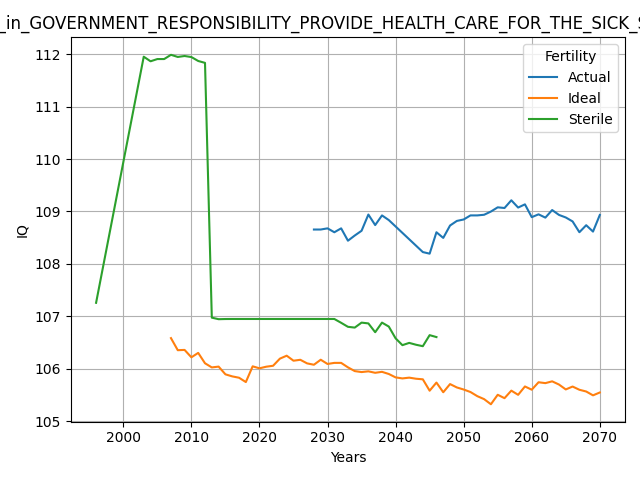 _in_GOVERNMENT_RESPONSIBILITY_PROVIDE_HEALTH_CARE_FOR_THE_SICK_
Fertility
Actual
Ideal
Sterile
IQ
112
111
110
109
108
107
106
105
2000
2010
2020
2030
2040
2050
2060
2070
Years